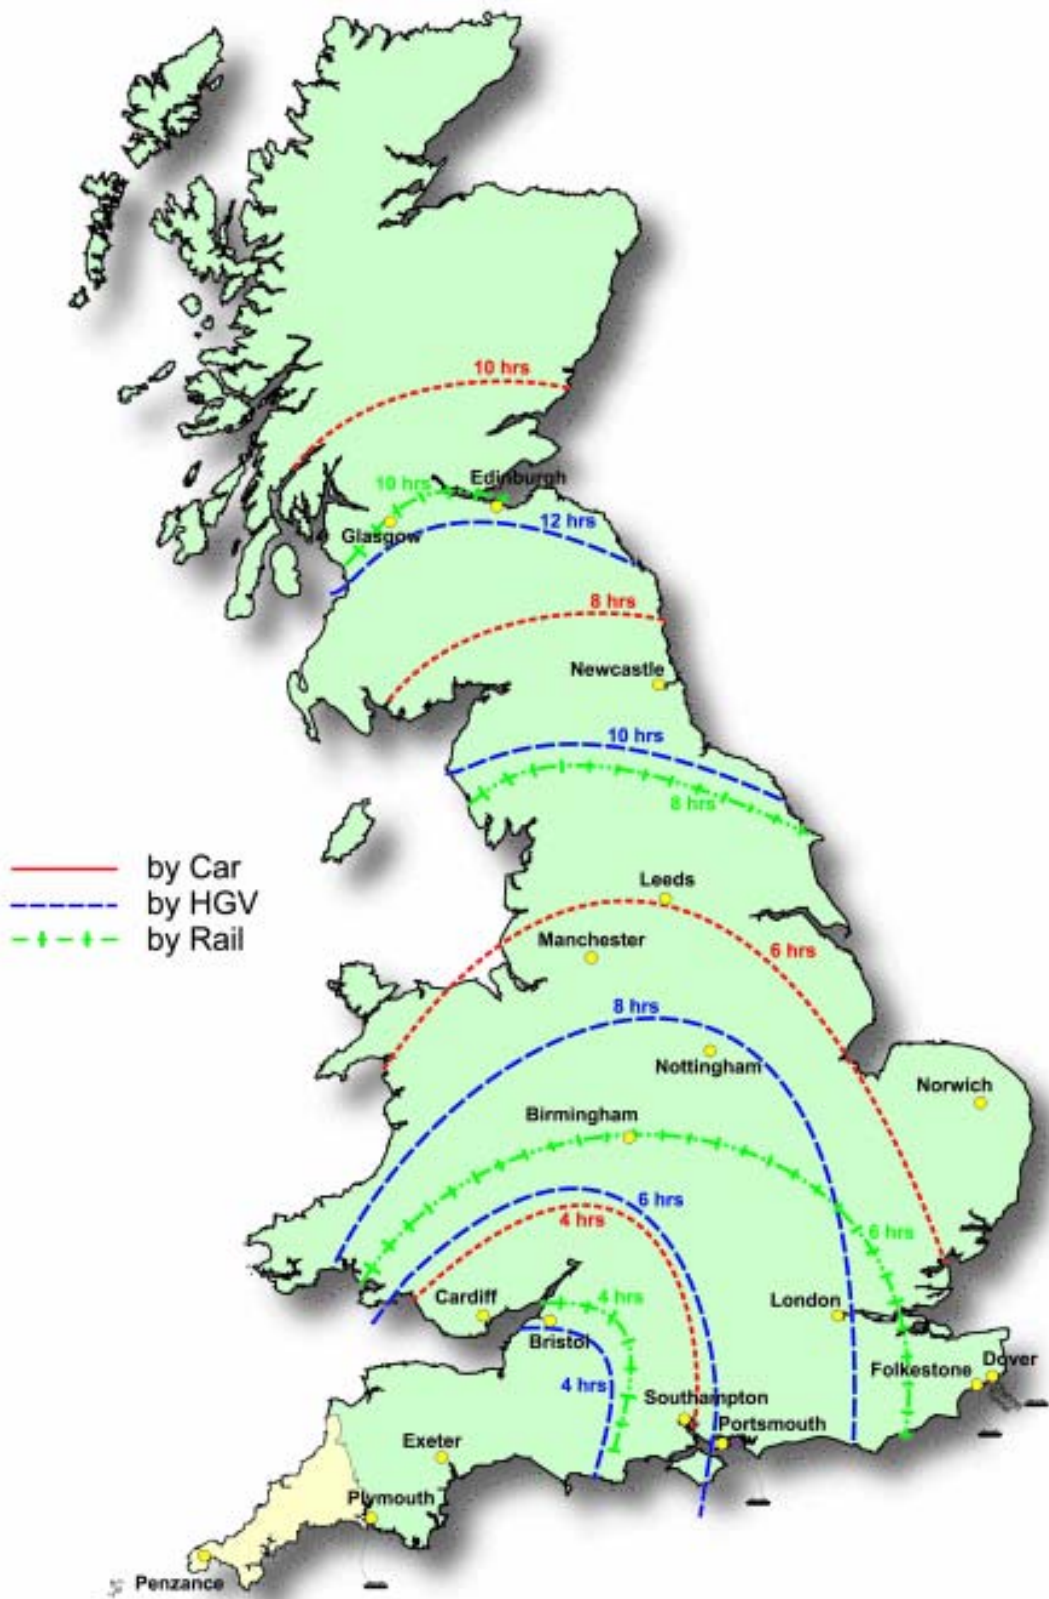 10 hrs
10 hrs
Edinburgh
12 hrs
Glasgow
8 hrs
Newcastle
10 hrs
8 hrs
by Car
by HGV
by Rail
Leeds
Manchester
6 hrs
8 hrs
Nottingham
Norwich
Birmingham
6 hrs
4 hrs
6 hrs
Cardiff
4 hrs
London
Bristol
Dover
Folkestone
4 hrs
Southampton
Portsmouth
Exeter
Plymouth
Penzance